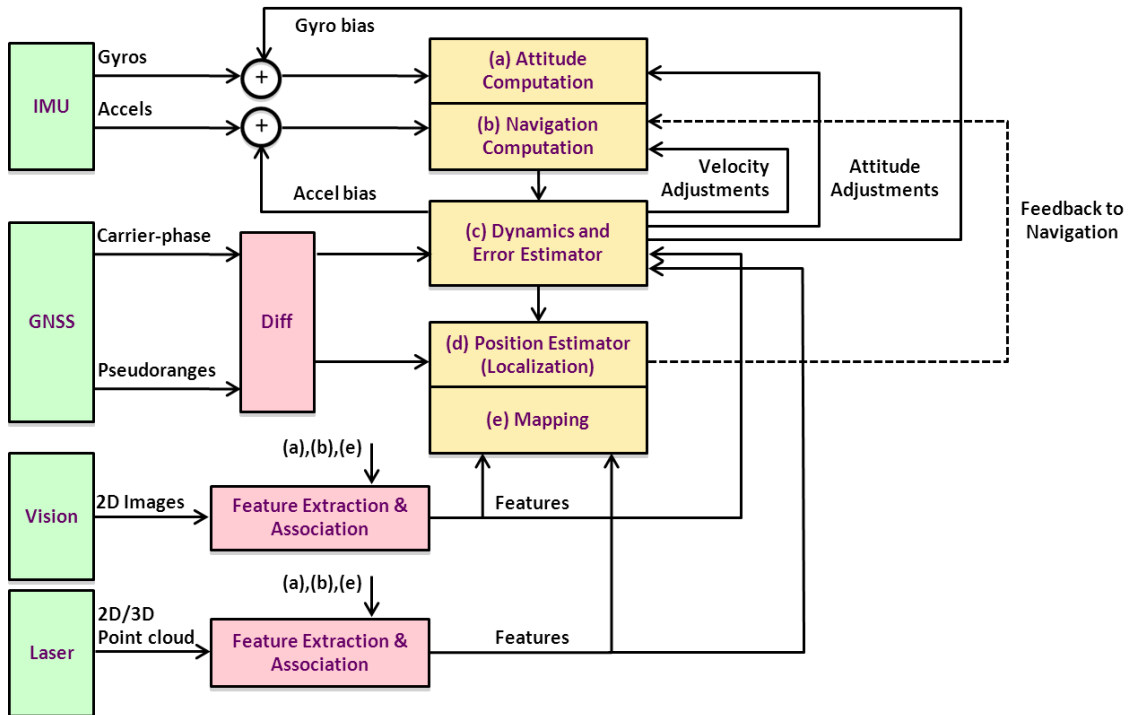 Gyro bias
Gyros
IMU
Accels
+
+
(a) Attitude
Computation
(b) Navigation
Computation
Accel bias
Velocity
Adjustments
Attitude
Adjustments
Feedback to
Navigation
Carrier-phase
GNSS
Pseudoranges
Diff
(c) Dynamics and
Error Estimator
(d) Position Estimator
(Localization)
(e) Mapping
(a),(b),(e)
Vision
2D Images
Feature Extraction &
Association
Features
(a),(b),(e)
Laser
2D/3D
Point cloud
Feature Extraction &
Association
Features